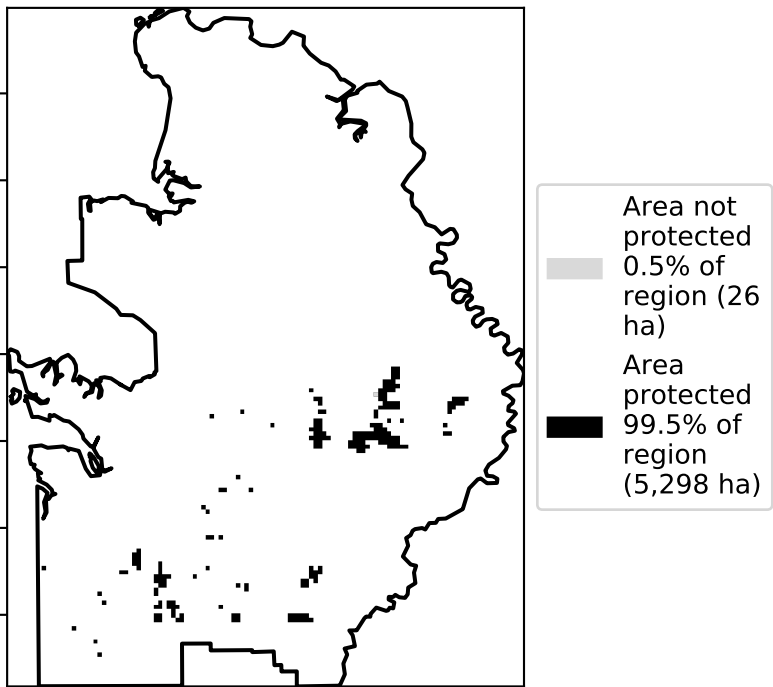 Area not
protected
0.5% of
region (26
ha)
Area
protected
99.5% of
region
(5,298 ha)